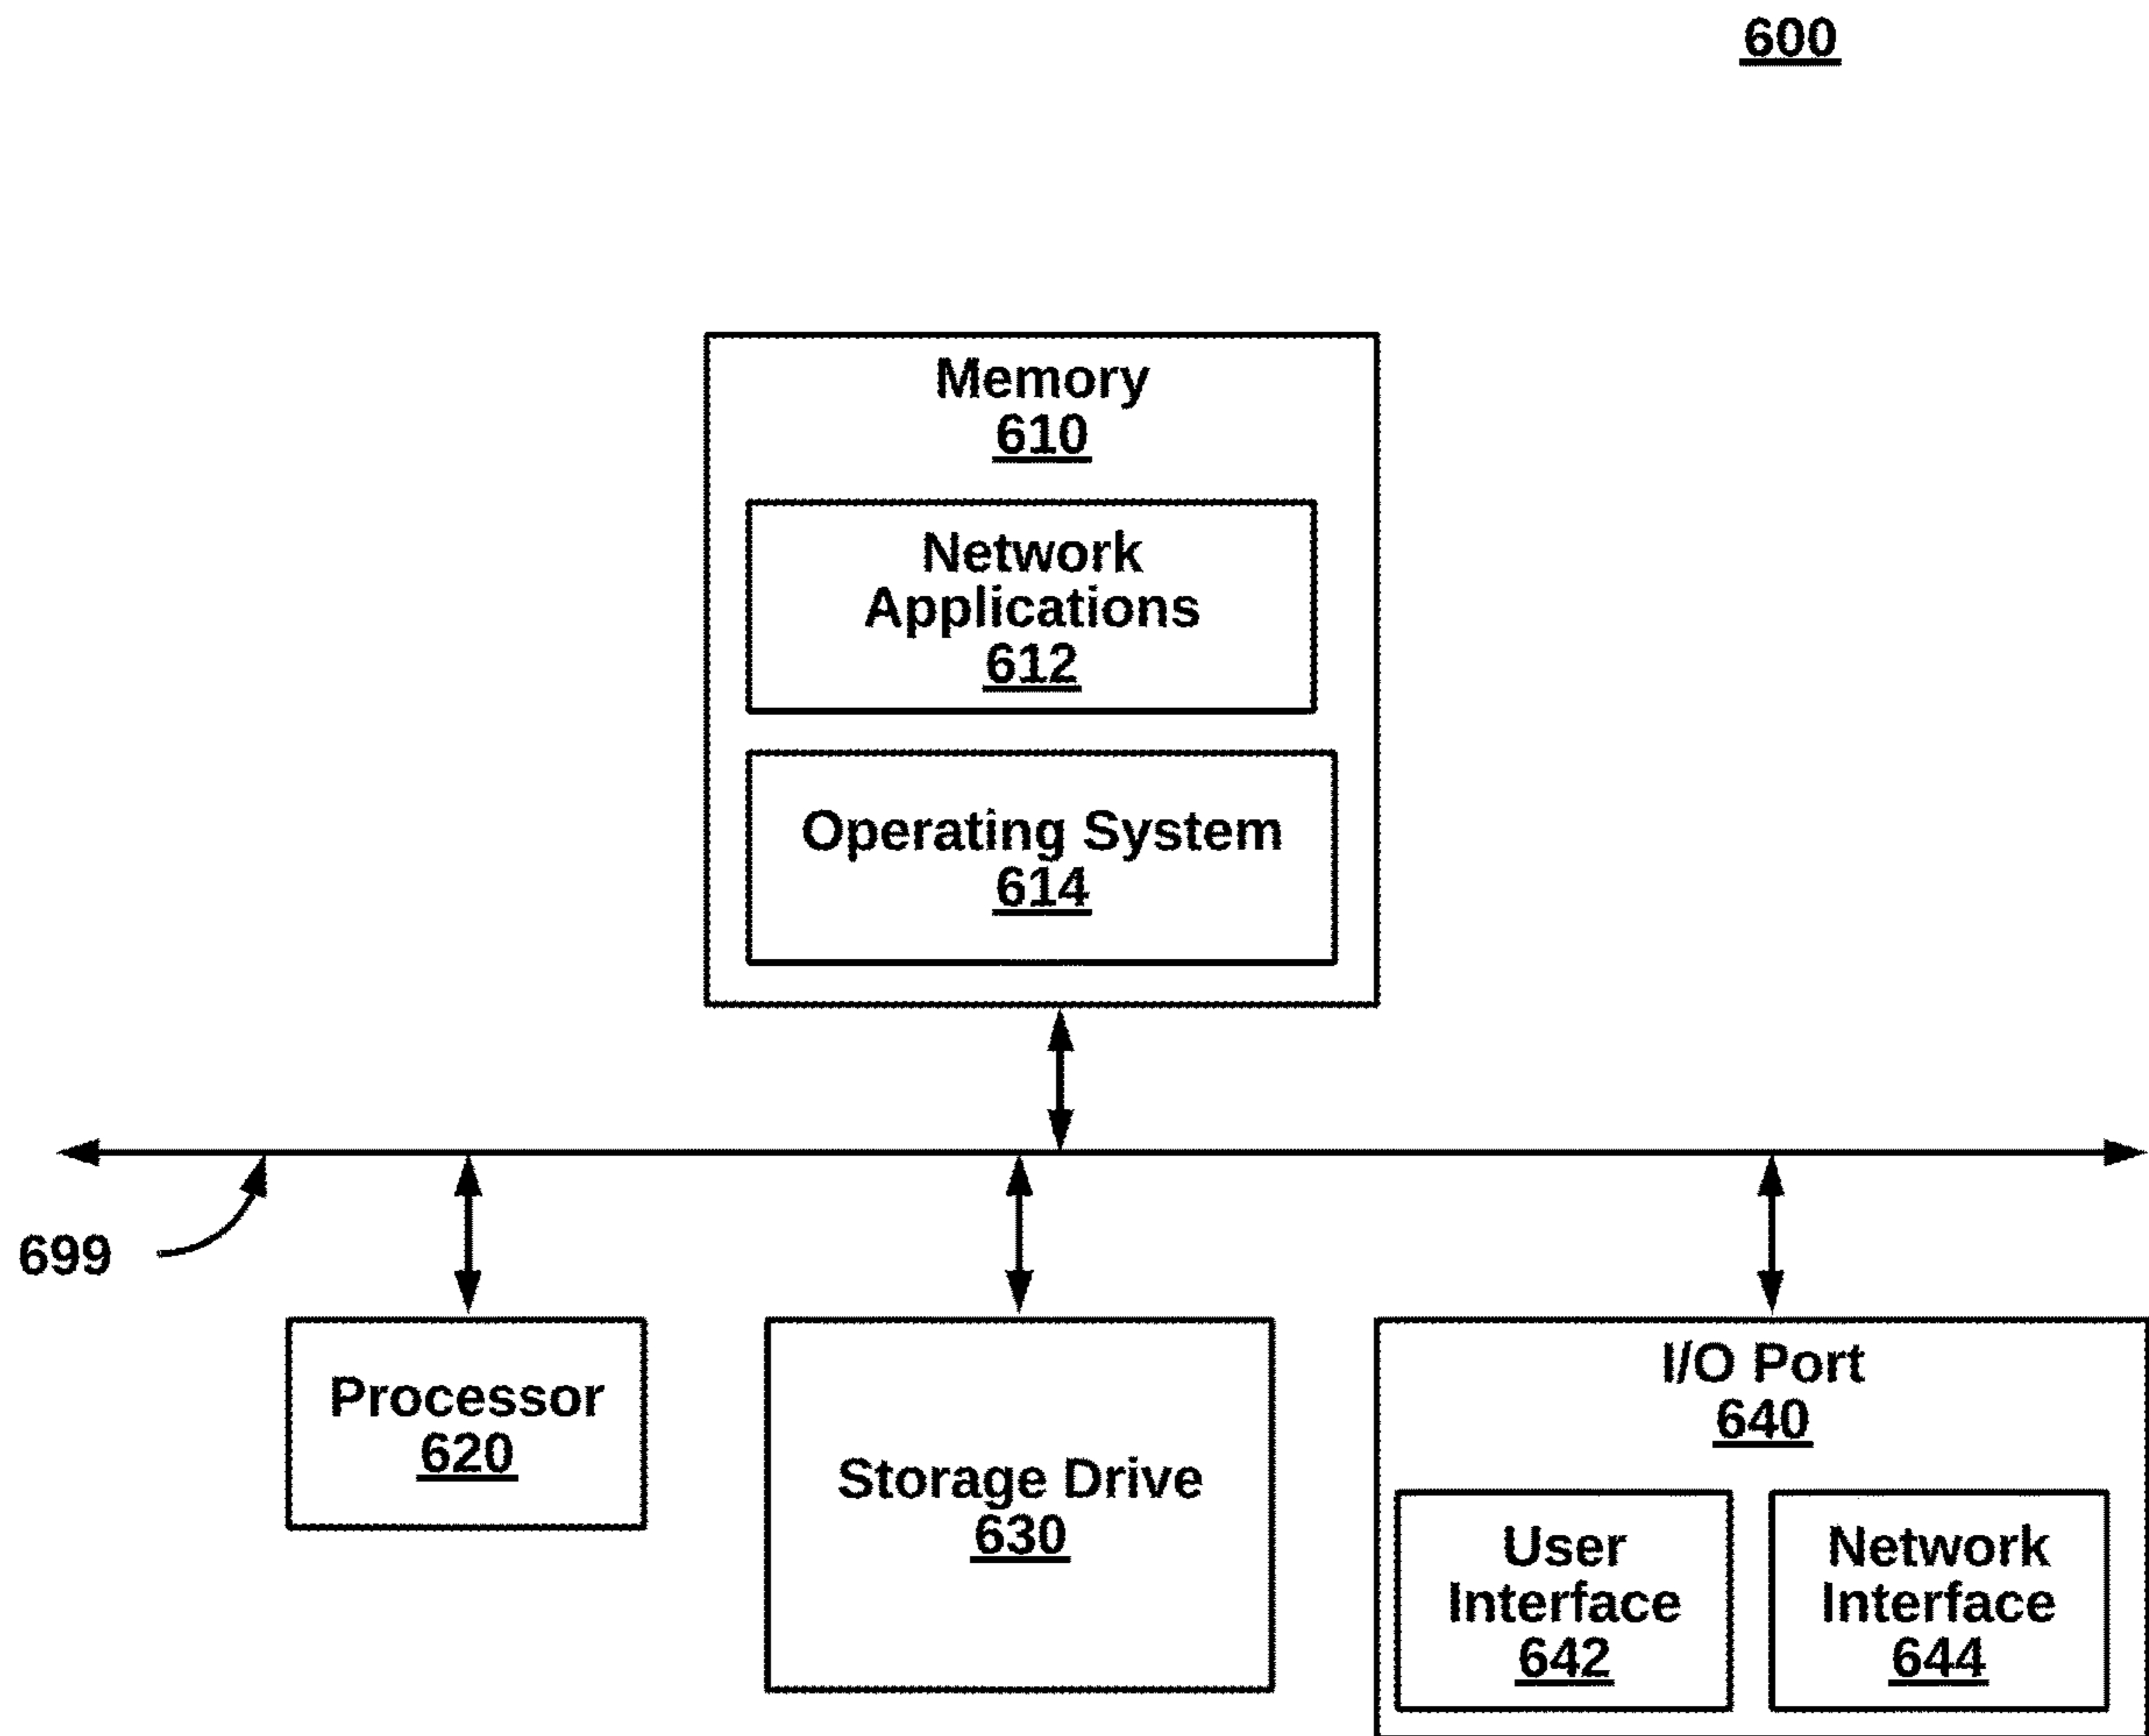 600
Memory
610
Network
Applications
612
Operating System
614
699
Processor
620
Storage Drive
630
I/O Port
640
User
Interface
642
Network
Interface
644